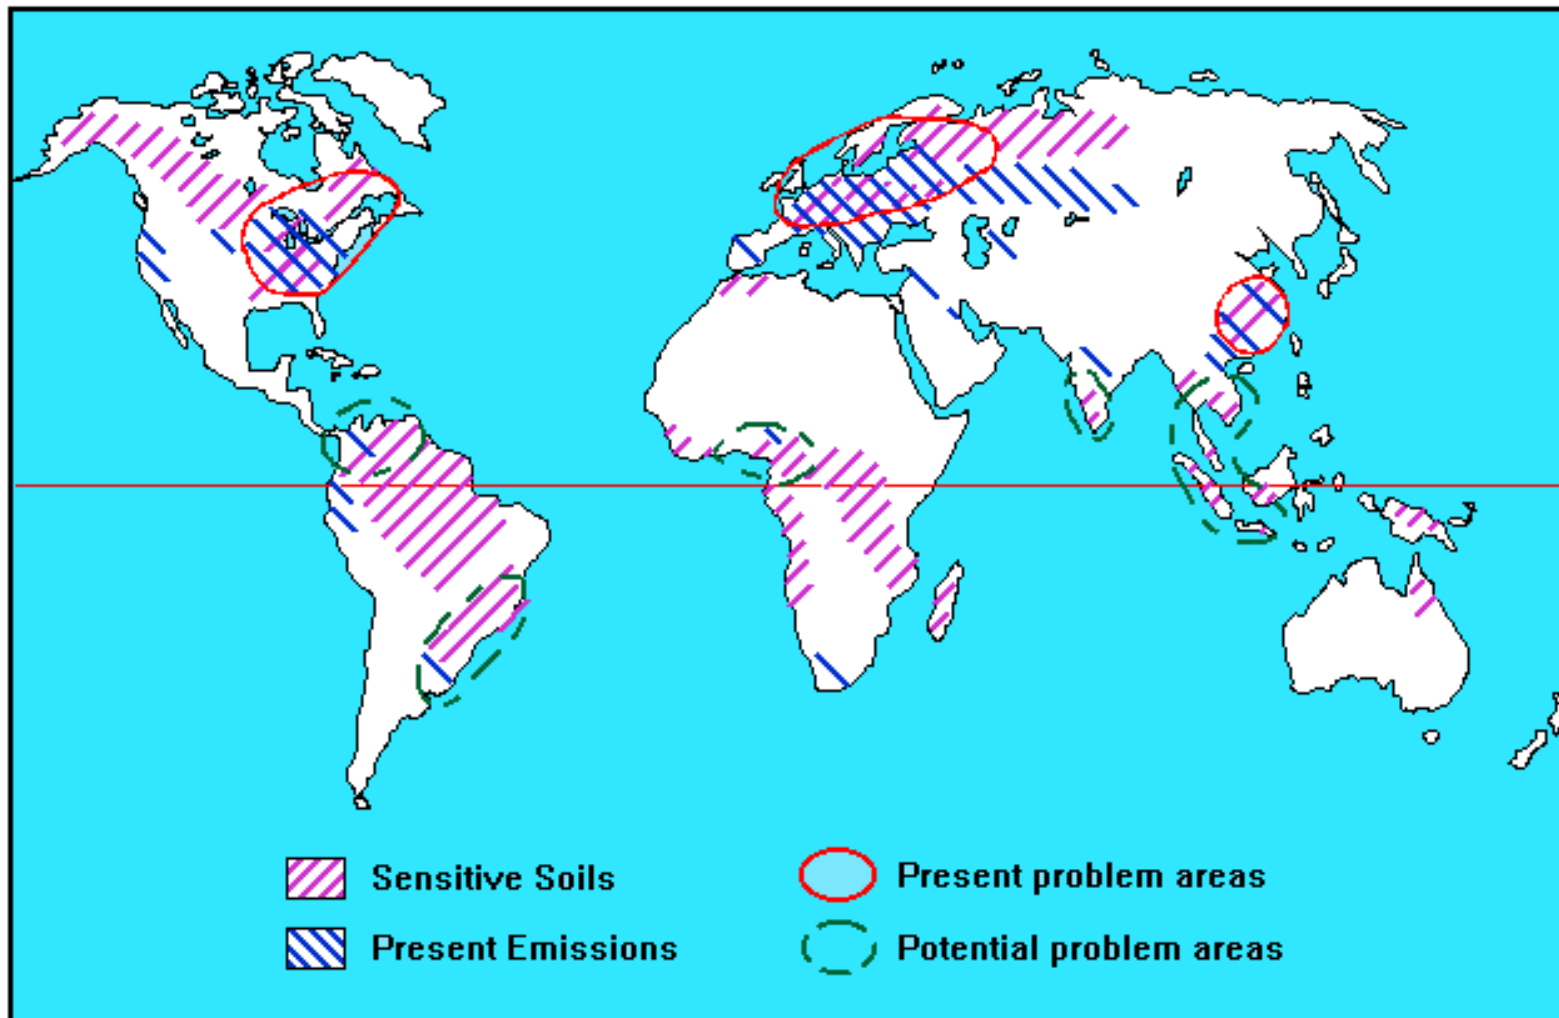 Sensitive Soils
Present problem areas
Present Emissions
Potential problem areas